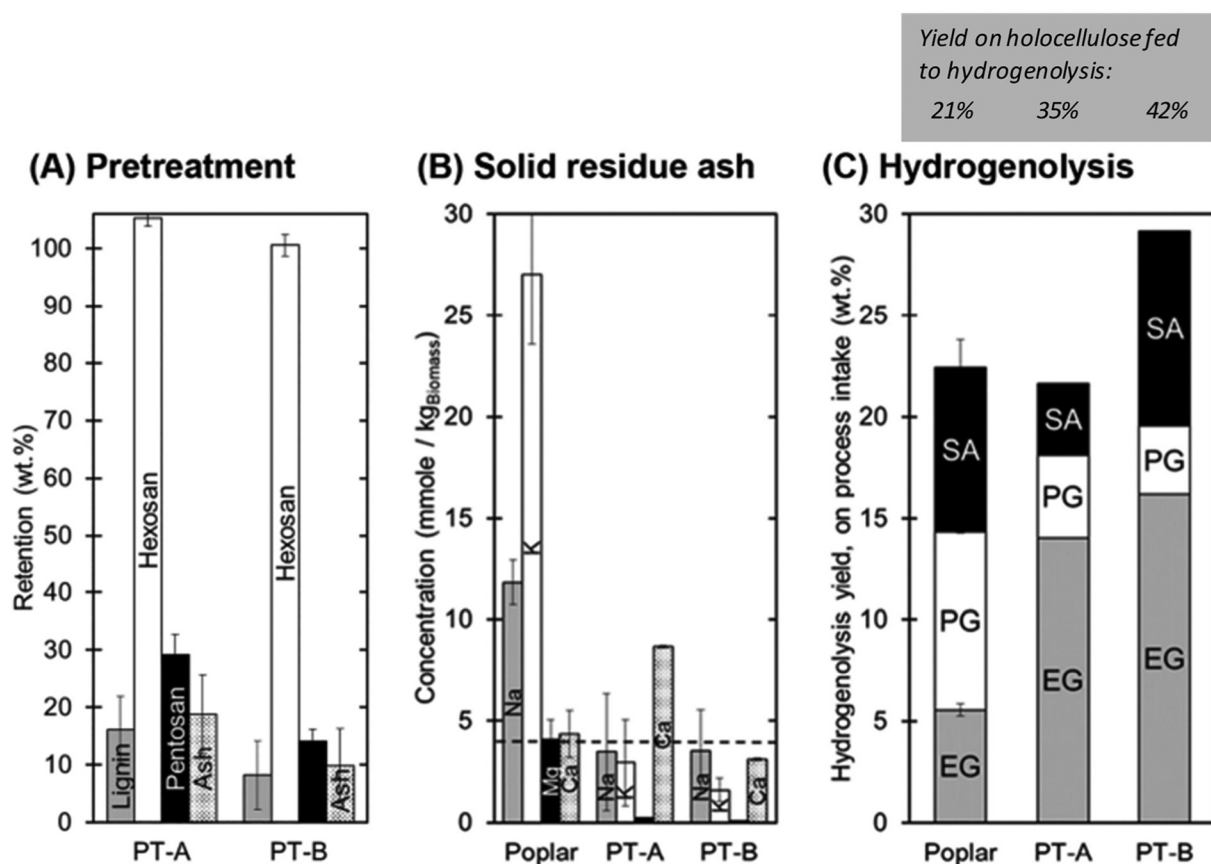 Yield on holocellulose fed
to hydrogenolysis:
21% 35% 42%
(A) Pretreatment
Retention (wt.%)
100
90
80
70
60
50
40
30
20
10
0
Lignin
Hexosan
Pentosan
Ash
Hexosan
Ash
PT-A PT-B
(B) Solid residue ash
Concentration (mmole / kgBiomass)
30
25
20
15
10
5
0
Na
K
Mg
Ca
Na
K
Ca
Na
K
Ca
Poplar PT-A PT-B
(C) Hydrogenolysis
Hydrogenolysis yield, on process intake (wt.%)
30
25
20
15
10
5
0
SA
PG
EG
SA
PG
EG
SA
PG
EG
Poplar PT-A PT-B